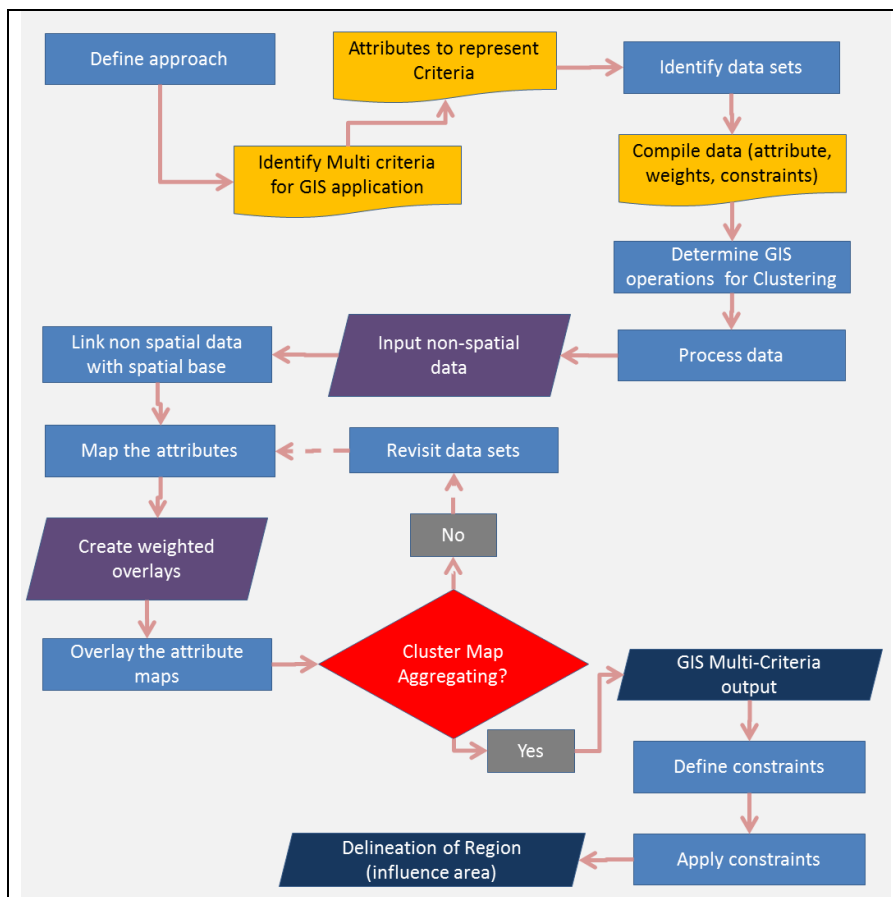 Define approach
Identify Multi criteria
for GIS application
Attributes to represent
Criteria
Identify data sets
Compile data (attribute,
weights, constraints)
Determine GIS
operations for Clustering
Process data
Input non-spatial
data
Link non spatial data
with spatial base
Map the attributes
Revisit data sets
No
Create weighted
overlays
Overlay the attribute
maps
Cluster Map
Aggregating?
Yes
GIS Multi-Criteria
output
Define constraints
Apply constraints
Delineation of Region
(influence area)